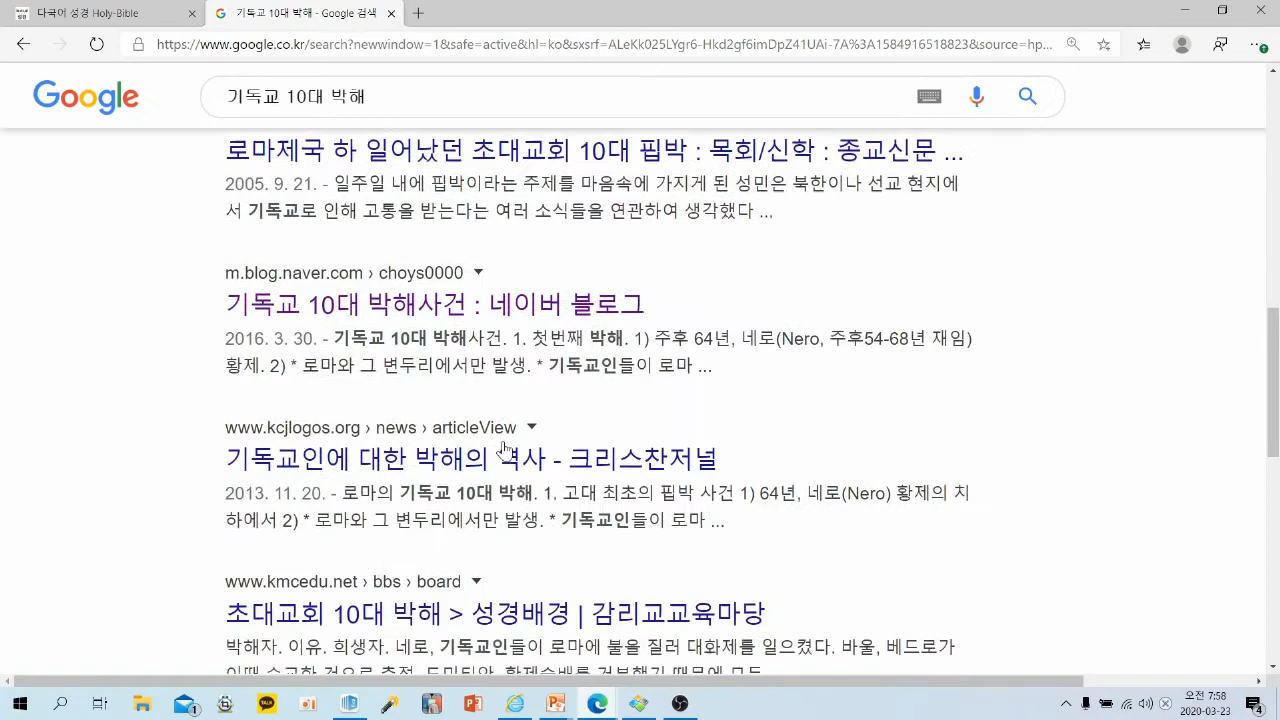 다국어 성경 Holy-Bible
기독교 10대 박해 - Google 검색
https://www.google.co.kr/search?newwindow=1&safe=active&hl=ko&sxsrf=ALeKk025LYgr6-Hkd2gf6imDpZ41UAi-7A%3A1584916518823&source=hp...
Google
기독교 10대 박해
로마제국 하 일어났던 초대교회 10대 핍박 : 목회/신학 : 종교신문 ...
2005. 9. 21. - 일주일 내에 핍박이라는 주제를 마음속에 가지게 된 성민은 북한이나 선교 현지에
서 기독교로 인해 고통을 받는다는 여러 소식들을 연관하여 생각했다 ...
m.blog.naver.com › choys0000
기독교 10대 박해사건 : 네이버 블로그
2016. 3. 30. - 기독교 10대 박해사건. 1. 첫번째 박해. 1) 주후 64년, 네로(Nero, 주후54-68년 재임)
황제. 2) * 로마와 그 변두리에서만 발생. * 기독교인들이 로마 ...
www.kcjlogos.org › news › articleView
기독교인에 대한 박해의 역사 - 크리스찬저널
2013. 11. 20. - 로마의 기독교 10대 박해. 1. 고대 최초의 핍박 사건 1) 64년, 네로(Nero) 황제의 치
하에서 2) * 로마와 그 변두리에서만 발생. * 기독교인들이 로마 ...
www.kmcedu.net › bbs › board
초대교회 10대 박해 > 성경배경 | 감리교교육마당
박해자. 이유. 희생자. 네로, 기독교인들이 로마에 불을 질러 대화제를 일으켰다. 바울, 베드로가
오전 7:58
2020-03-23